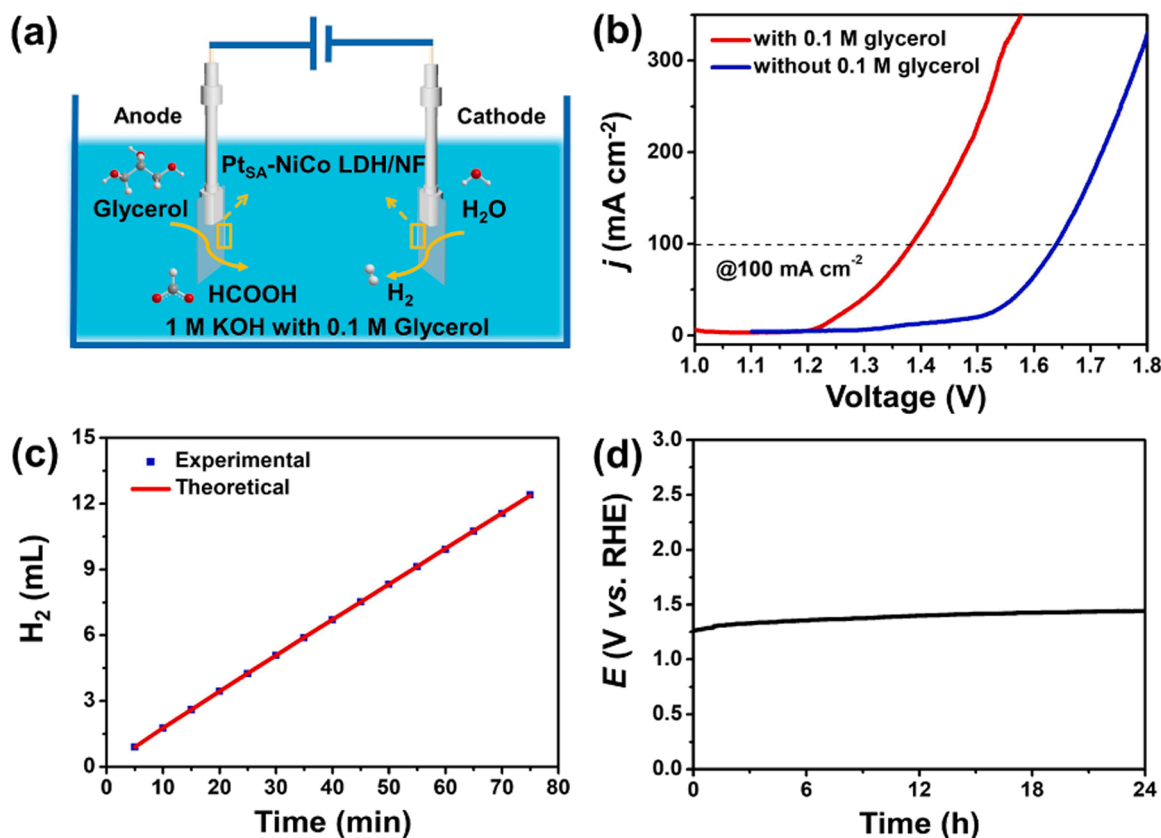 (a)
Anode
Cathode
Pt_SA-NiCo LDH/NF
Glycerol
H₂O
HCOOH
H₂
1 M KOH with 0.1 M Glycerol
(b)
with 0.1 M glycerol
without 0.1 M glycerol
@100 mA cm⁻²
j (mA cm⁻²)
300
200
100
0
1.0 1.1 1.2 1.3 1.4 1.5 1.6 1.7 1.8
Voltage (V)
(c)
Experimental
Theoretical
H₂ (mL)
15
12
9
6
3
0
0 10 20 30 40 50 60 70 80
Time (min)
(d)
E (V vs. RHE)
3.0
2.5
2.0
1.5
1.0
0.5
0.0
0 6 12 18 24
Time (h)